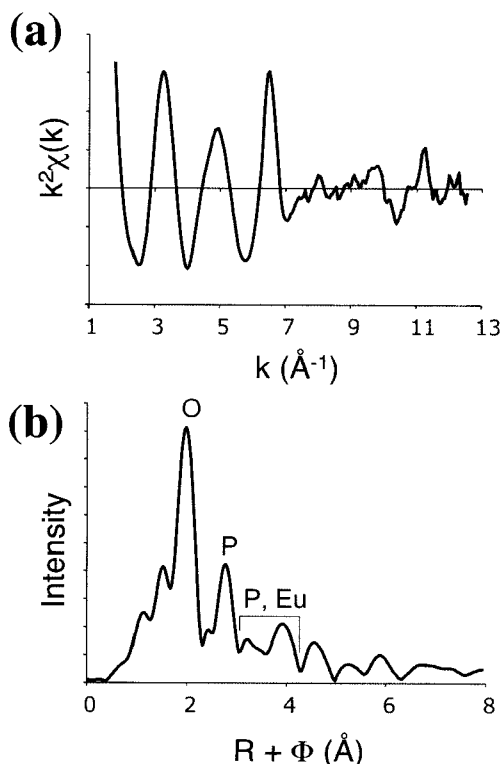 (a)
k²χ(k)
1 3 5 7 9 11 13
k (Å⁻¹)
(b)
O
P
P, Eu
Intensity
0 2 4 6 8
R + Φ (Å)